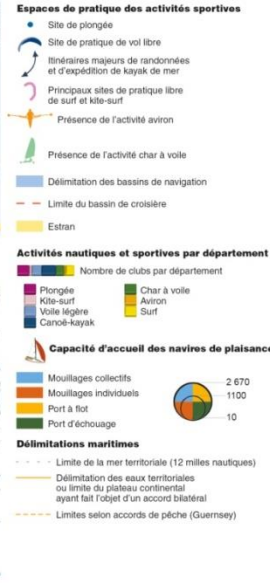 Espaces de pratique des activités sportives
Site de plongée
Site de pratique de vol libre
Itinéraires majeurs de randonnées
et d'expédition de kayak de mer
Principaux sites de pratique libre
de surf et kite-surf
Présence de l'activité aviron
Présence de l'activité char à voile
Délimitation des bassins de navigation
Limite du bassin de croisière
Estran
Activités nautiques et sportives par département
Nombre de clubs par département
Plongée
Kite-surf
Voile légère
Canoë-kayak
Char à voile
Aviron
Surf
Capacité d'accueil des navires de plaisance
Mouillages collectifs
Mouillages individuels
Port à flot
Port d'échouage
2 670
1100
10
Délimitations maritimes
Limite de la mer territoriale (12 milles nautiques)
Délimitation des eaux territoriales
ou limite du plateau continental
ayant fait l'objet d'un accord bilatéral
Limites selon accords de pêche (Guernsey)